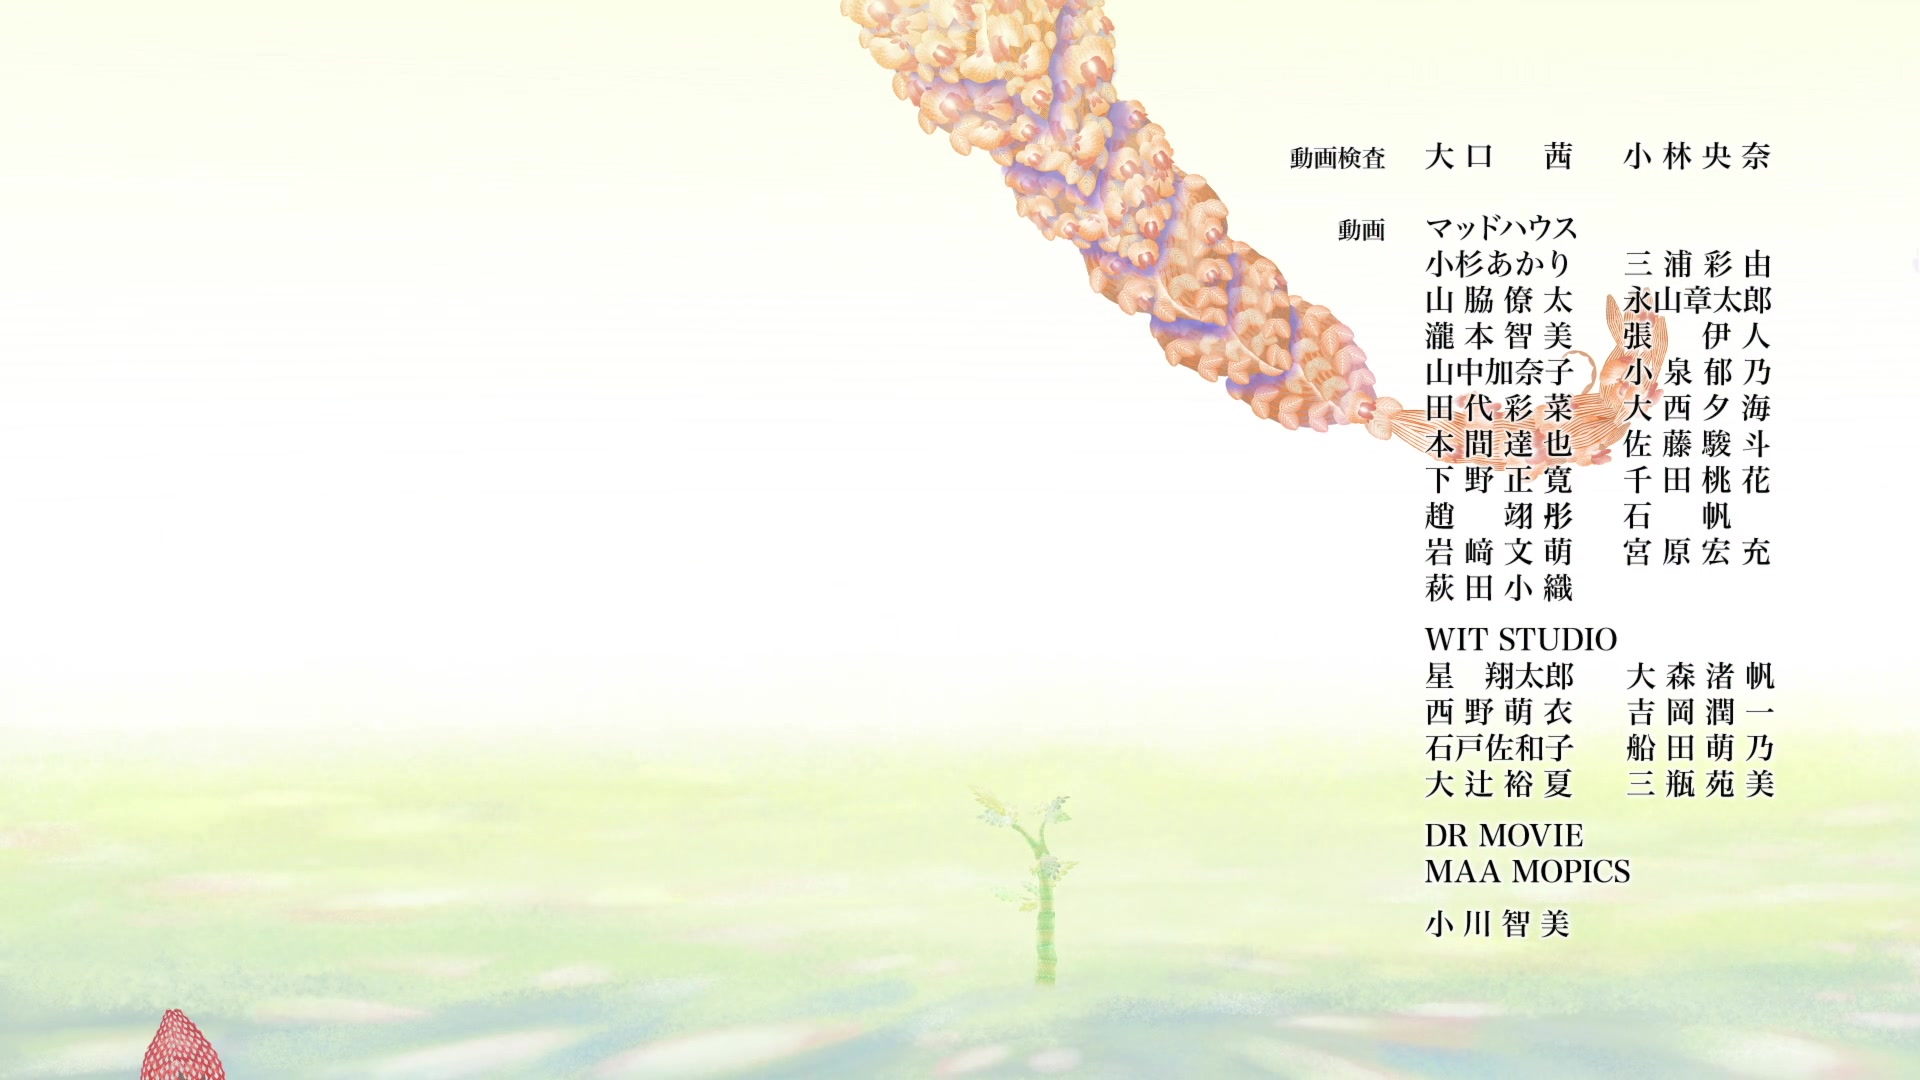 動画検査 大口 茜 小林央奈
動画 マッドハウス
小杉あかり 三浦彩由
山脇僚太 永山章太郎
瀧本智美 張 伊人
山中加奈子 小泉郁乃
田代彩菜 大西夕海
本間達也 佐藤駿斗
下野正寛 千田桃花
趙 翊彤 石 帆
岩﨑文萌 宮原宏充
萩田小織
WIT STUDIO
星 翔太郎 大森渚帆
西野萌衣 吉岡潤一
石戸佐和子 船田萌乃
大辻裕夏 三瓶苑美
DR MOVIE
MAA MOPICS
小川智美